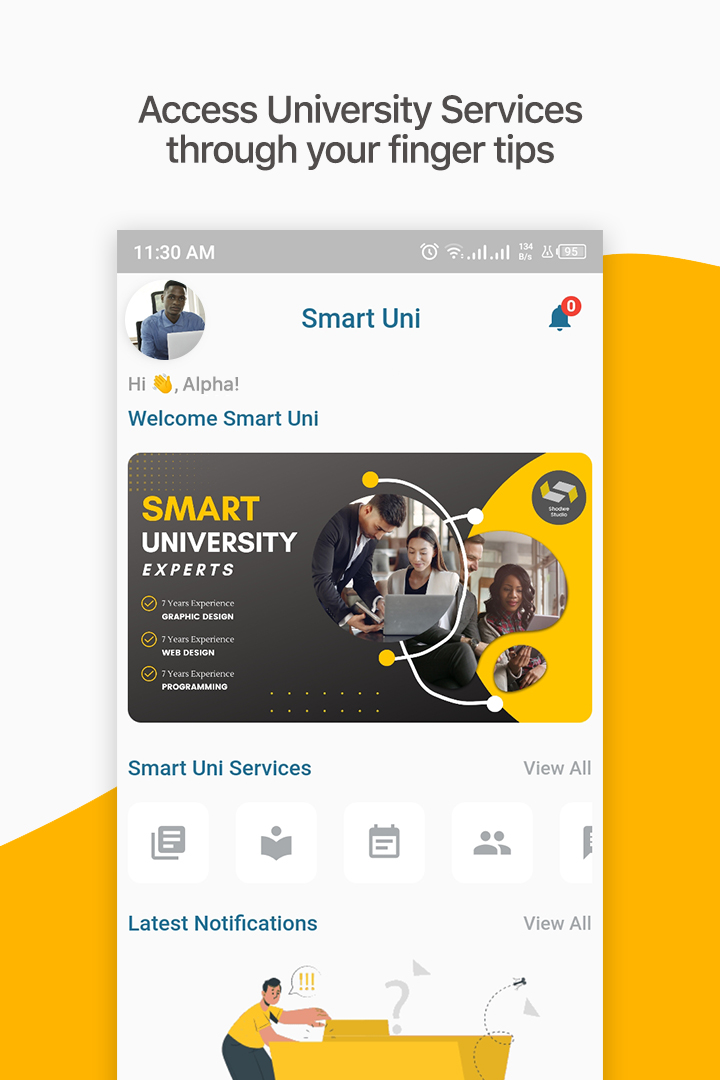 Access University Services
through your finger tips
11:30 AM
134
B/s
95
Smart Uni
0
Hi 👋, Alpha!
Welcome Smart Uni
SMART
UNIVERSITY
EXPERTS
7 Years Experience
GRAPHIC DESIGN
7 Years Experience
WEB DESIGN
7 Years Experience
PROGRAMMING
Shadwe
Studio
Smart Uni Services
View All
Latest Notifications
View All
!!!
?